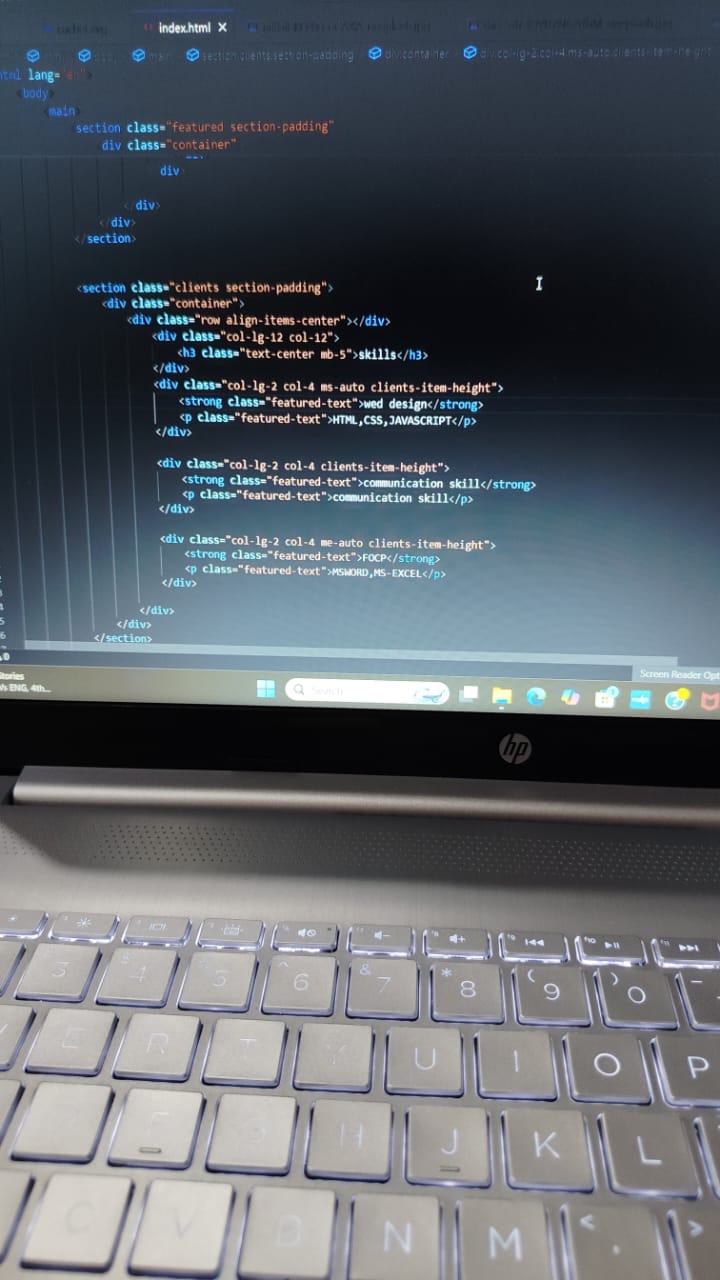 index.html ×
main section.clients.section-padding div.container div.col-lg-2.col-4.ms-auto.clients-item-height
html lang="en">
<body
<main
section class="featured section-padding"
div class="container"
div
</div>
</div>
</section>
<section class="clients section-padding">
<div class="container">
<div class="row align-items-center"></div>
<div class="col-lg-12 col-12">
<h3 class="text-center mb-5">skills</h3>
</div>
<div class="col-lg-2 col-4 ms-auto clients-item-height">
<strong class="featured-text">wed design</strong>
<p class="featured-text">HTML,CSS,JAVASCRIPT</p>
</div>
<div class="col-lg-2 col-4 clients-item-height">
<strong class="featured-text">communication skill</strong>
<p class="featured-text">communication skill</p>
</div>
<div class="col-lg-2 col-4 me-auto clients-item-height">
<strong class="featured-text">FOCP</strong>
<p class="featured-text">MSWORD,MS-EXCEL</p>
</div>
</div>
</div>
</section>
Screen Reader Opt
Stories
Vs ENG, 4th...
Search
hp
3 4 5 ^ 6 & 7 * 8 ( 9 ) 0
E R T Y U I O P
F G H J K L
C V B N M < , >